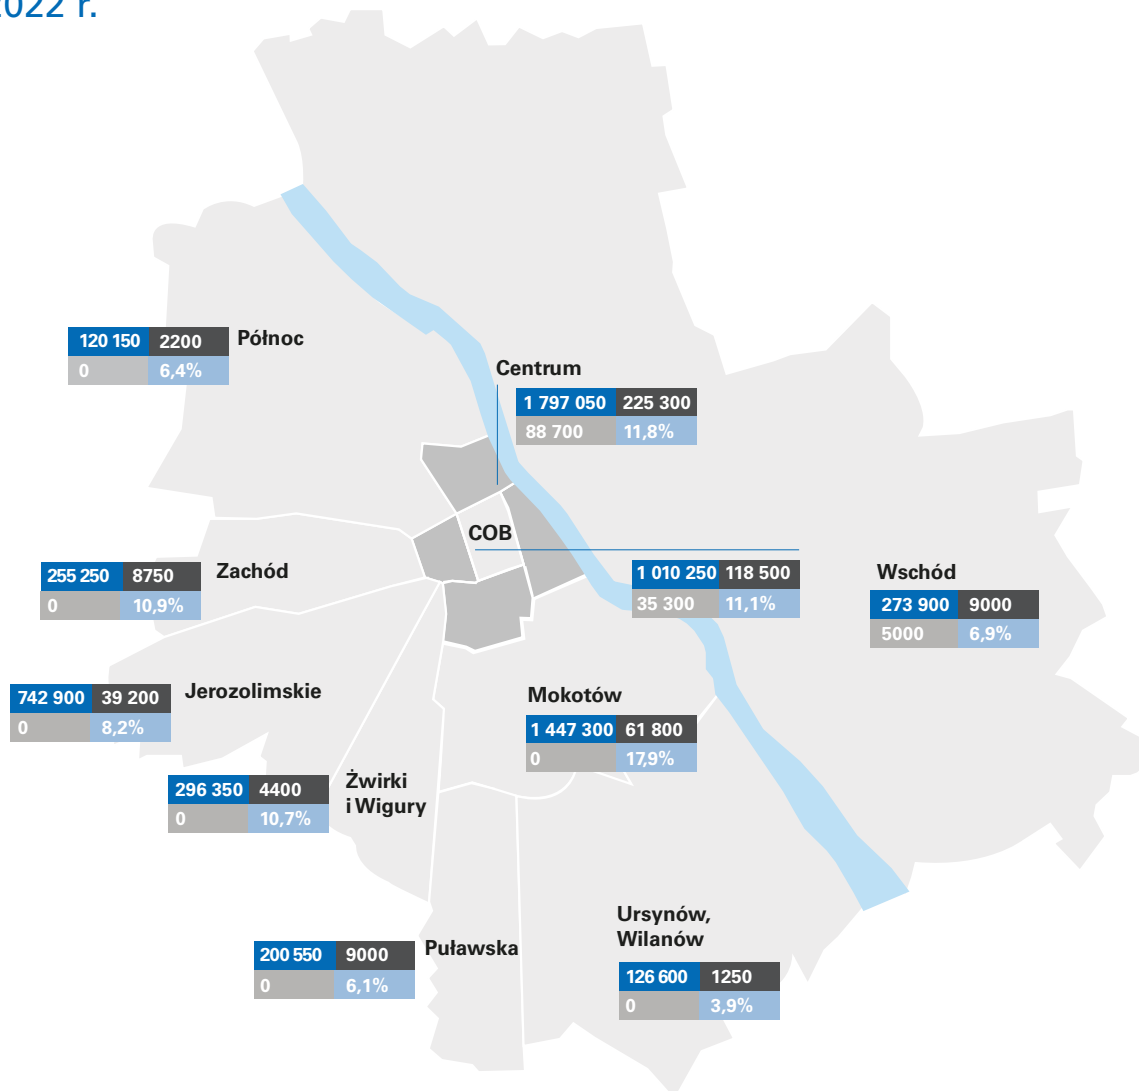 2022 r.
120 150 2200
0 6,4%
Północ
Centrum
1 797 050 225 300
88 700 11,8%
COB
1 010 250 118 500
35 300 11,1%
Wschód
273 900 9000
5000 6,9%
255 250 8750
0 10,9%
Zachód
742 900 39 200
0 8,2%
Jerozolimskie
Mokotów
1 447 300 61 800
0 17,9%
296 350 4400
0 10,7%
Żwirki
i Wigury
200 550 9000
0 6,1%
Puławska
Ursynów,
Wilanów
126 600 1250
0 3,9%